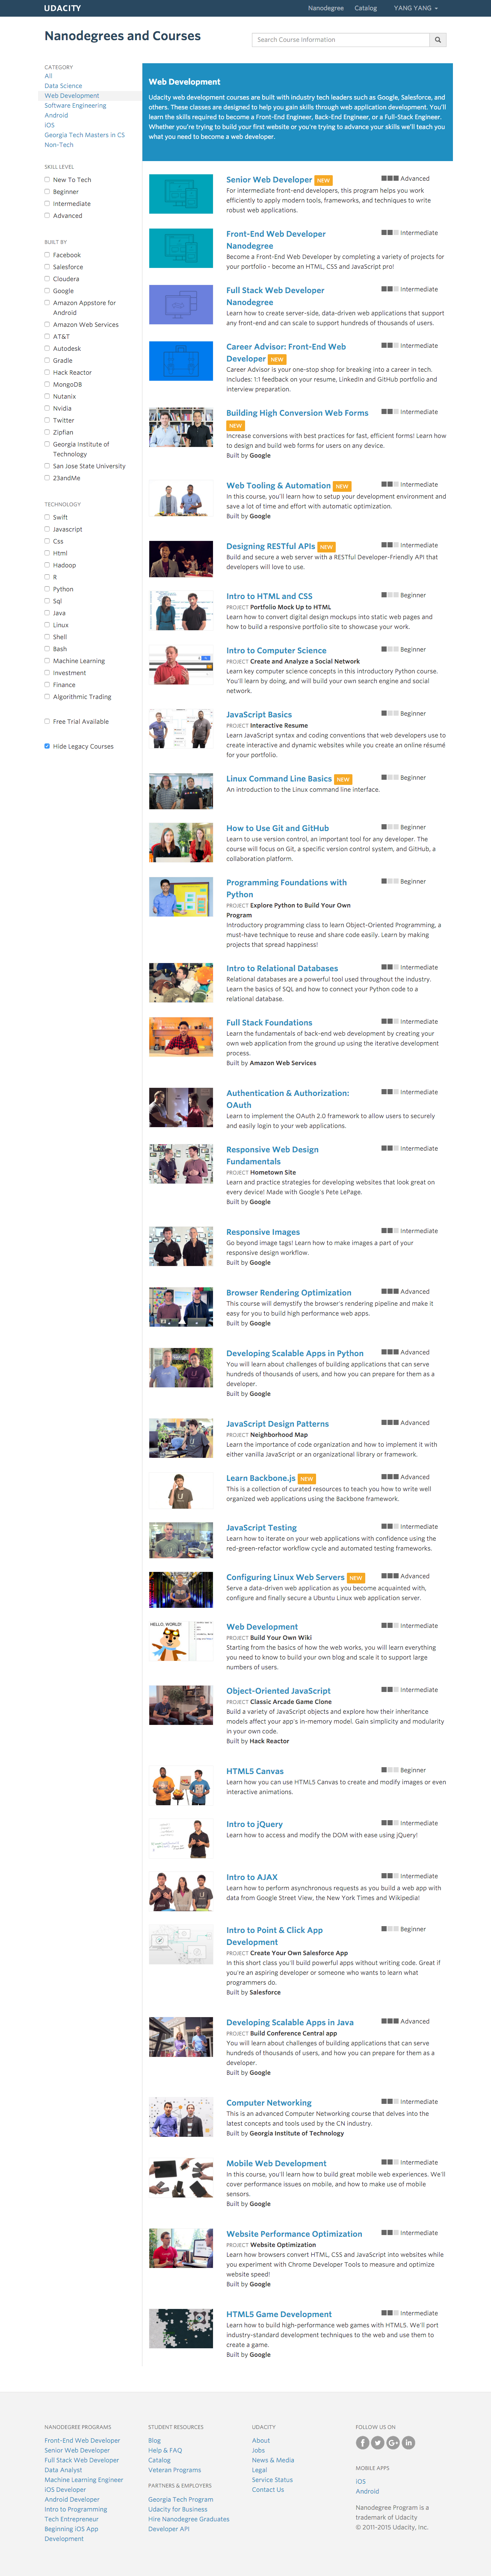 UDACITY
Nanodegree Catalog YANG YANG
Nanodegrees and Courses
Search Course Information
CATEGORY
All
Data Science
Web Development
Software Engineering
Android
iOS
Georgia Tech Masters in CS
Non-Tech
SKILL LEVEL
New To Tech
Beginner
Intermediate
Advanced
BUILT BY
Facebook
Salesforce
Cloudera
Google
Amazon Appstore for
Android
Amazon Web Services
AT&T
Autodesk
Gradle
Hack Reactor
MongoDB
Nutanix
Nvidia
Twitter
Zipfian
Georgia Institute of
Technology
San Jose State University
23andMe
TECHNOLOGY
Swift
Javascript
Css
Html
Hadoop
R
Python
Sql
Java
Linux
Shell
Bash
Machine Learning
Investment
Finance
Algorithmic Trading
Free Trial Available
Hide Legacy Courses
Web Development
Udacity web development courses are built with industry tech leaders such as Google, Salesforce, and
others. These classes are designed to help you gain skills through web application development. You'll
learn the skills required to become a Front-End Engineer, Back-End Engineer, or a Full-Stack Engineer.
Whether you're trying to build your first website or you're trying to advance your skills we'll teach you
what you need to become a web developer.
Senior Web Developer NEW
Advanced
For intermediate front-end developers, this program helps you work
efficiently to apply modern tools, frameworks, and techniques to write
robust web applications.
Front-End Web Developer
Nanodegree
Intermediate
Become a Front-End Web Developer by completing a variety of projects for
your portfolio - become an HTML, CSS and JavaScript pro!
Full Stack Web Developer
Nanodegree
Intermediate
Learn how to create server-side, data-driven web applications that support
any front-end and can scale to support hundreds of thousands of users.
Career Advisor: Front-End Web
Developer NEW
Intermediate
Career Advisor is your one-stop shop for breaking into a career in tech.
Includes: 1:1 feedback on your resume, LinkedIn and GitHub portfolio and
interview preparation.
Building High Conversion Web Forms
NEW
Intermediate
Increase conversions with best practices for fast, efficient forms! Learn how
to design and build web forms for users on any device.
Built by Google
Web Tooling & Automation NEW
Intermediate
In this course, you'll learn how to setup your development environment and
save a lot of time and effort with automatic optimization.
Built by Google
Designing RESTful APIs NEW
Intermediate
Build and secure a web server with a RESTful Developer-Friendly API that
developers will love to use.
Intro to HTML and CSS
Beginner
PROJECT Portfolio Mock Up to HTML
Learn how to convert digital design mockups into static web pages and
how to build a responsive portfolio site to showcase your work.
Intro to Computer Science
Beginner
PROJECT Create and Analyze a Social Network
Learn key computer science concepts in this introductory Python course.
You'll learn by doing, and will build your own search engine and social
network.
JavaScript Basics
Beginner
PROJECT Interactive Resume
Learn JavaScript syntax and coding conventions that web developers use to
create interactive and dynamic websites while you create an online résumé
for your portfolio.
Linux Command Line Basics NEW
Beginner
An introduction to the Linux command line interface.
How to Use Git and GitHub
Beginner
Learn to use version control, an important tool for any developer. The
course will focus on Git, a specific version control system, and GitHub, a
collaboration platform.
Programming Foundations with
Python
Beginner
PROJECT Explore Python to Build Your Own
Program
Introductory programming class to learn Object-Oriented Programming, a
must-have technique to reuse and share code easily. Learn by making
projects that spread happiness!
Intro to Relational Databases
Intermediate
Relational databases are a powerful tool used throughout the industry.
Learn the basics of SQL and how to connect your Python code to a
relational database.
Full Stack Foundations
Intermediate
Learn the fundamentals of back-end web development by creating your
own web application from the ground up using the iterative development
process.
Built by Amazon Web Services
Authentication & Authorization:
OAuth
Intermediate
Learn to implement the OAuth 2.0 framework to allow users to securely
and easily login to your web applications.
Responsive Web Design
Fundamentals
Intermediate
PROJECT Hometown Site
Learn and practice strategies for developing websites that look great on
every device! Made with Google's Pete LePage.
Built by Google
Responsive Images
Intermediate
Go beyond image tags! Learn how to make images a part of your
responsive design workflow.
Built by Google
Browser Rendering Optimization
Advanced
This course will demystify the browser's rendering pipeline and make it
easy for you to build high performance web apps.
Built by Google
Developing Scalable Apps in Python
Advanced
You will learn about challenges of building applications that can serve
hundreds of thousands of users, and how you can prepare for them as a
developer.
Built by Google
JavaScript Design Patterns
Advanced
PROJECT Neighborhood Map
Learn the importance of code organization and how to implement it with
either vanilla JavaScript or an organizational library or framework.
Learn Backbone.js NEW
Advanced
This is a collection of curated resources to teach you how to write well
organized web applications using the Backbone framework.
JavaScript Testing
Intermediate
Learn how to iterate on your web applications with confidence using the
red-green-refactor workflow cycle and automated testing frameworks.
Configuring Linux Web Servers NEW
Advanced
Serve a data-driven web application as you become acquainted with,
configure and finally secure a Ubuntu Linux web application server.
HELLO, WORLD!
Web Development
Intermediate
PROJECT Build Your Own Wiki
Starting from the basics of how the web works, you will learn everything
you need to know to build your own blog and scale it to support large
numbers of users.
Object-Oriented JavaScript
Intermediate
PROJECT Classic Arcade Game Clone
Build a variety of JavaScript objects and explore how their inheritance
models affect your app's in-memory model. Gain simplicity and modularity
in your own code.
Built by Hack Reactor
HTML5 Canvas
Beginner
Learn how you can use HTML5 Canvas to create and modify images or even
interactive animations.
Intro to jQuery
Intermediate
Learn how to access and modify the DOM with ease using jQuery!
Intro to AJAX
Intermediate
Learn how to perform asynchronous requests as you build a web app with
data from Google Street View, the New York Times and Wikipedia!
Intro to Point & Click App
Development
Beginner
PROJECT Create Your Own Salesforce App
In this short class you'll build powerful apps without writing code. Great if
you're an aspiring developer or someone who wants to learn what
programmers do.
Built by Salesforce
Developing Scalable Apps in Java
Advanced
PROJECT Build Conference Central app
You will learn about challenges of building applications that can serve
hundreds of thousands of users, and how you can prepare for them as a
developer.
Built by Google
Computer Networking
Intermediate
This is an advanced Computer Networking course that delves into the
latest concepts and tools used by the CN industry.
Built by Georgia Institute of Technology
Mobile Web Development
Intermediate
In this course, you'll learn how to build great mobile web experiences. We'll
cover performance issues on mobile, and how to make use of mobile
sensors.
Built by Google
Website Performance Optimization
Intermediate
PROJECT Website Optimization
Learn how browsers convert HTML, CSS and JavaScript into websites while
you experiment with Chrome Developer Tools to measure and optimize
website speed!
Built by Google
HTML5 Game Development
Intermediate
Learn how to build high-performance web games with HTML5. We'll port
industry-standard development techniques to the web and use them to
create a game.
Built by Google
NANODEGREE PROGRAMS
Front-End Web Developer
Senior Web Developer
Full Stack Web Developer
Data Analyst
Machine Learning Engineer
iOS Developer
Android Developer
Intro to Programming
Tech Entrepreneur
Beginning iOS App
Development
STUDENT RESOURCES
Blog
Help & FAQ
Catalog
Veteran Programs
PARTNERS & EMPLOYERS
Georgia Tech Program
Udacity for Business
Hire Nanodegree Graduates
Developer API
UDACITY
About
Jobs
News & Media
Legal
Service Status
Contact Us
FOLLOW US ON
MOBILE APPS
iOS
Android
Nanodegree Program is a
trademark of Udacity
© 2011-2015 Udacity, Inc.